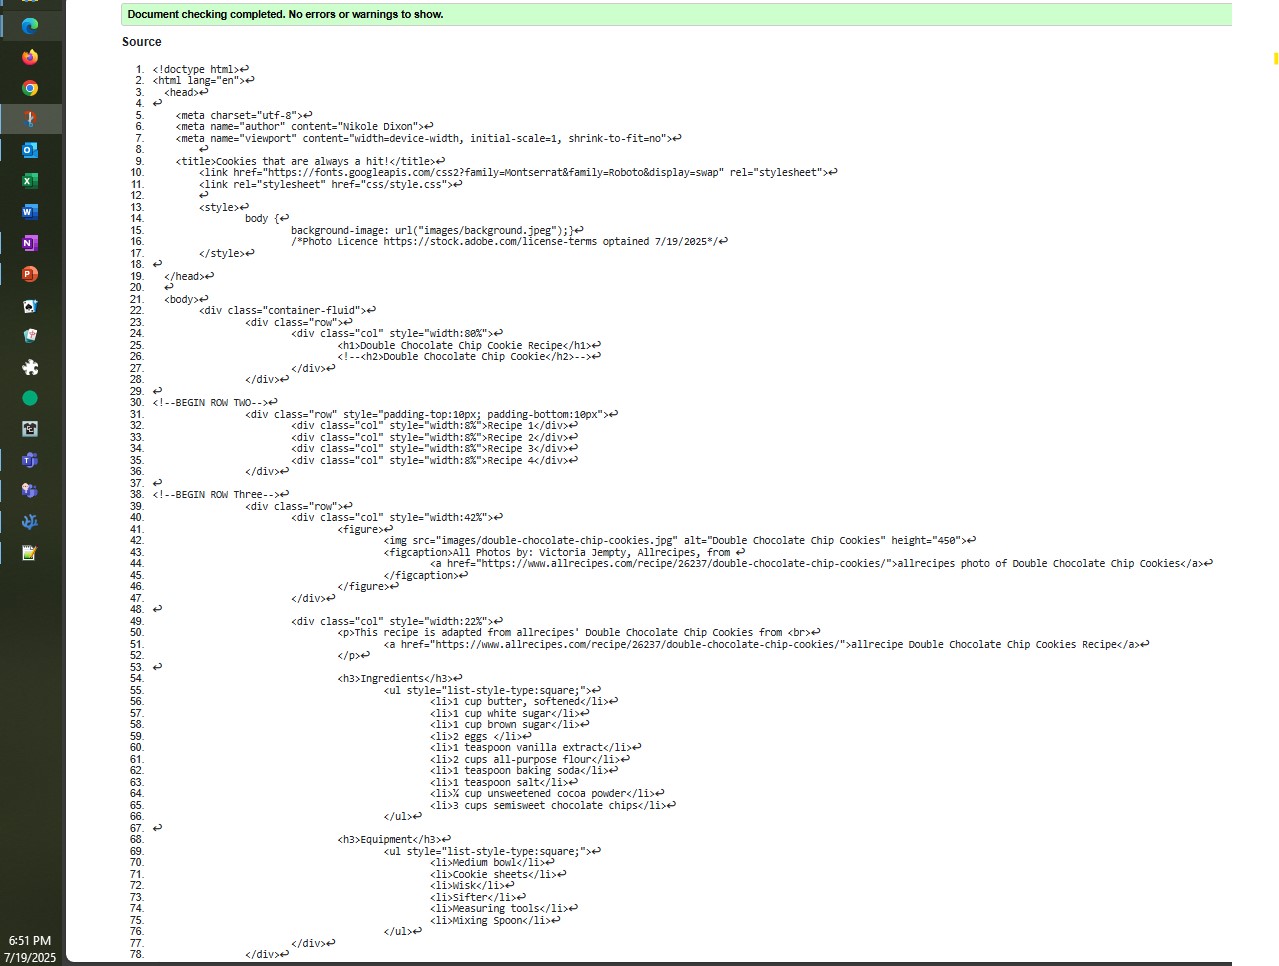 Document checking completed. No errors or warnings to show.
Source
1. <!doctype html>↩
2. <html lang="en">↩
3. <head>↩
4. ↩
5. <meta charset="utf-8">↩
6. <meta name="author" content="Nikole Dixon">↩
7. <meta name="viewport" content="width=device-width, initial-scale=1, shrink-to-fit=no">↩
8. ↩
9. <title>Cookies that are always a hit!</title>↩
10. <link href="https://fonts.googleapis.com/css2?family=Montserrat&family=Roboto&display=swap" rel="stylesheet">↩
11. <link rel="stylesheet" href="css/style.css">↩
12. ↩
13. <style>↩
14. body {↩
15. background-image: url("images/background.jpeg");}↩
16. /*Photo Licence https://stock.adobe.com/license-terms optained 7/19/2025*/↩
17. </style>↩
18. ↩
19. </head>↩
20. ↩
21. <body>↩
22. <div class="container-fluid">↩
23. <div class="row">↩
24. <div class="col" style="width:80%">↩
25. <h1>Double Chocolate Chip Cookie Recipe</h1>↩
26. <!--<h2>Double Chocolate Chip Cookie</h2>-->↩
27. </div>↩
28. </div>↩
29. ↩
30. <!--BEGIN ROW TWO-->↩
31. <div class="row" style="padding-top:10px; padding-bottom:10px">↩
32. <div class="col" style="width:8%">Recipe 1</div>↩
33. <div class="col" style="width:8%">Recipe 2</div>↩
34. <div class="col" style="width:8%">Recipe 3</div>↩
35. <div class="col" style="width:8%">Recipe 4</div>↩
36. </div>↩
37. ↩
38. <!--BEGIN ROW Three-->↩
39. <div class="row">↩
40. <div class="col" style="width:42%">↩
41. <figure>↩
42. <img src="images/double-chocolate-chip-cookies.jpg" alt="Double Chocolate Chip Cookies" height="450">↩
43. <figcaption>All Photos by: Victoria Jempty, Allrecipes, from ↩
44. <a href="https://www.allrecipes.com/recipe/26237/double-chocolate-chip-cookies/">allrecipes photo of Double Chocolate Chip Cookies</a>↩
45. </figcaption>↩
46. </figure>↩
47. </div>↩
48. ↩
49. <div class="col" style="width:22%">↩
50. <p>This recipe is adapted from allrecipes' Double Chocolate Chip Cookies from <br>↩
51. <a href="https://www.allrecipes.com/recipe/26237/double-chocolate-chip-cookies/">allrecipe Double Chocolate Chip Cookies Recipe</a>↩
52. </p>↩
53. ↩
54. <h3>Ingredients</h3>↩
55. <ul style="list-style-type:square;">↩
56. <li>1 cup butter, softened</li>↩
57. <li>1 cup white sugar</li>↩
58. <li>1 cup brown sugar</li>↩
59. <li>2 eggs </li>↩
60. <li>1 teaspoon vanilla extract</li>↩
61. <li>2 cups all-purpose flour</li>↩
62. <li>1 teaspoon baking soda</li>↩
63. <li>1 teaspoon salt</li>↩
64. cup unsweetened cocoa powder</li>↩
65. <li>3 cups semisweet chocolate chips</li>↩
66. </ul>↩
67. ↩
68. <h3>Equipment</h3>↩
69. <ul style="list-style-type:square;">↩
70. <li>Medium bowl</li>↩
71. <li>Cookie sheets</li>↩
72. <li>Wisk</li>↩
73. <li>Sifter</li>↩
74. <li>Measuring tools</li>↩
75. <li>Mixing Spoon</li>↩
76. </ul>↩
77. </div>↩
78. </div>↩
6:51 PM
7/19/2025